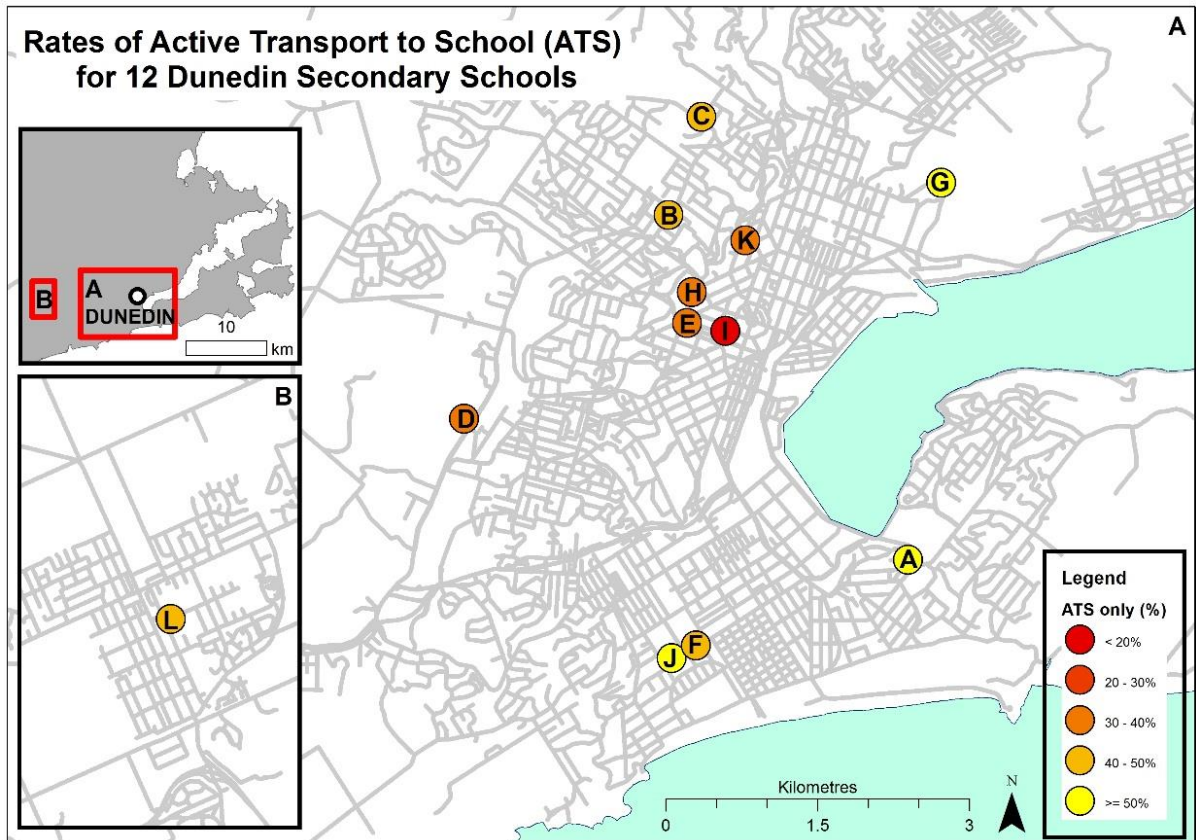 Rates of Active Transport to School (ATS)
for 12 Dunedin Secondary Schools
A
B
A
DUNEDIN
10
km
B
L
C
G
B
K
H
E
I
D
A
F
J
Legend
ATS only (%)
< 20%
20 - 30%
30 - 40%
40 - 50%
>= 50%
Kilometres
0
1.5
3
N